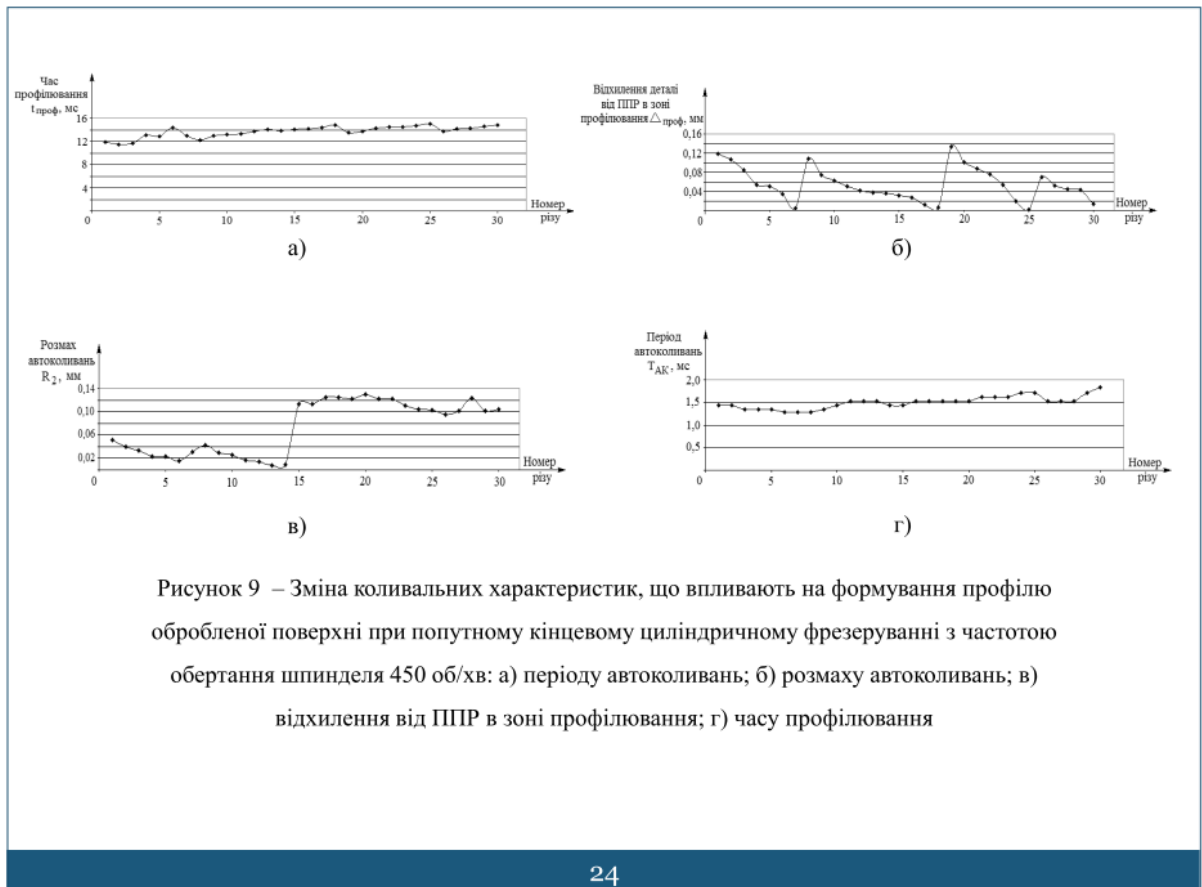 Час
профілювання
t проф, мс
16
12
8
4
0
5
10
15
20
25
30
Номер
різу
а)
Відхилення деталі
від ППР в зоні
профілювання △ проф, мм
0,16
0,12
0,08
0,04
0
5
10
15
20
25
30
Номер
різу
б)
Розмах
автоколивань
R 2, мм
0,14
0,10
0,06
0,02
0
5
10
15
20
25
30
Номер
різу
в)
Період
автоколивань
T АК, мс
2,0
1,5
1,0
0,5
0
5
10
15
20
25
30
Номер
різу
г)
Рисунок 9 – Зміна коливальних характеристик, що впливають на формування профілю
обробленої поверхні при попутному кінцевому циліндричному фрезеруванні з частотою
обертання шпинделя 450 об/хв: а) періоду автоколивань; б) розмаху автоколивань; в)
відхилення від ППР в зоні профілювання; г) часу профілювання
24